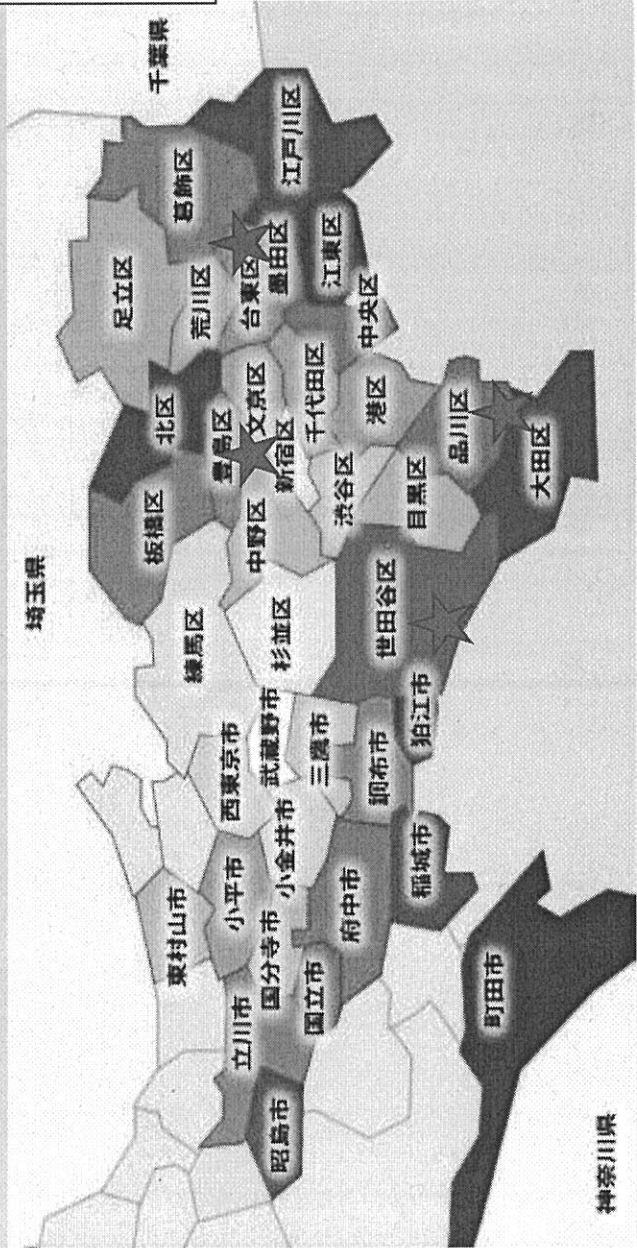 埼玉県
千葉県
足立区
葛飾区
北区
荒川区
板橋区
練馬区
豊島区
文京区
台東区
墨田区
江戸川区
西東京市
東村山市
小平市
中野区
新宿区
杉並区
武蔵野市
千代田区
江東区
中央区
立川市
国分寺市
小金井市
三鷹市
渋谷区
港区
昭島市
国立市
府中市
調布市
世田谷区
目黒区
品川区
狛江市
稲城市
大田区
町田市
神奈川県